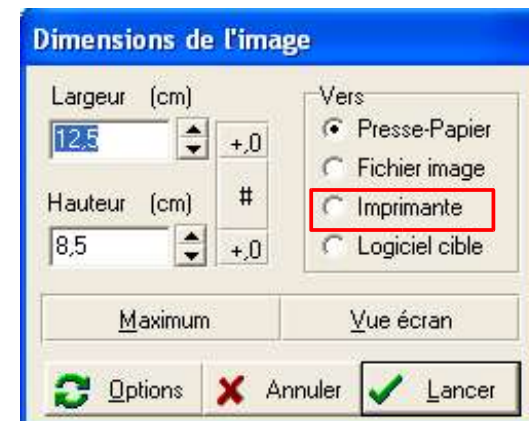 Dimensions de l'image
Largeur (cm)
12,5
+,0
#
Hauteur (cm)
8,5
+,0
Vers
Presse-Papier
Fichier image
Imprimante
Logiciel cible
Maximum
Vue écran
Options
Annuler
Lancer